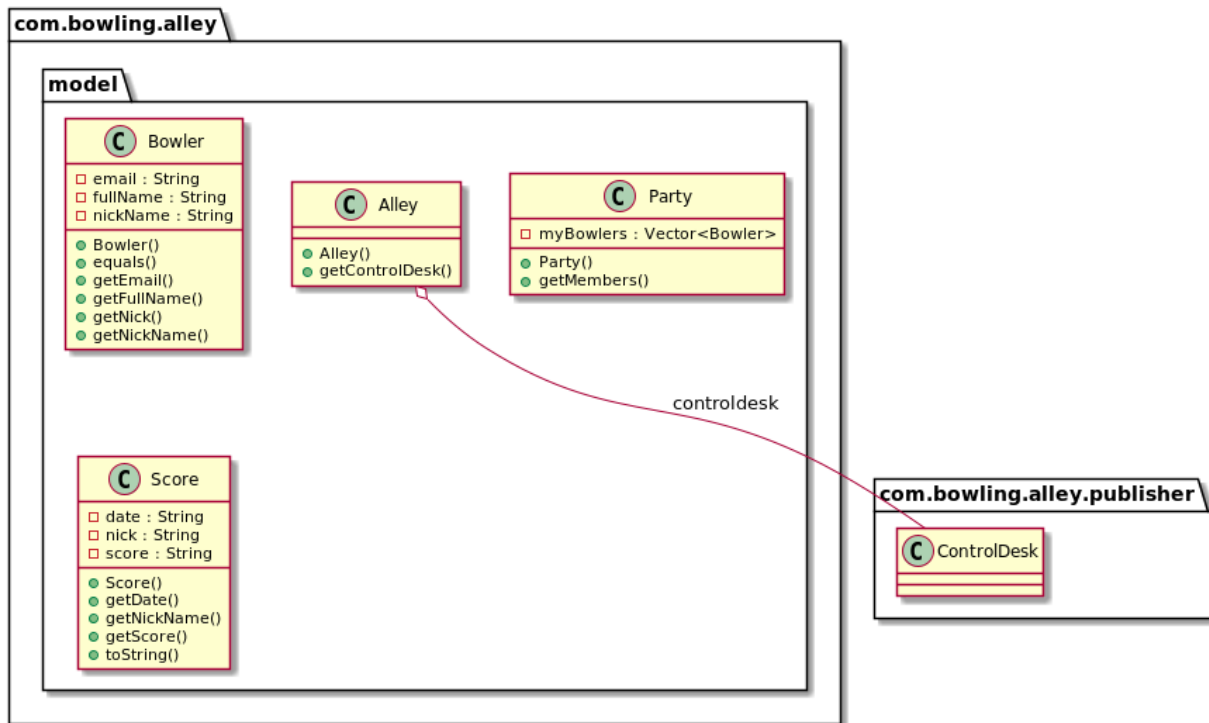 com.bowling.alley
model
C Bowler
email : String
fullName : String
nickName : String
Bowler()
equals()
getEmail()
getFullName()
getNick()
getNickName()
C Alley
Alley()
getControlDesk()
C Party
myBowlers : Vector<Bowler>
Party()
getMembers()
controldesk
C Score
date : String
nick : String
score : String
Score()
getDate()
getNickName()
getScore()
toString()
com.bowling.alley.publisher
C ControlDesk